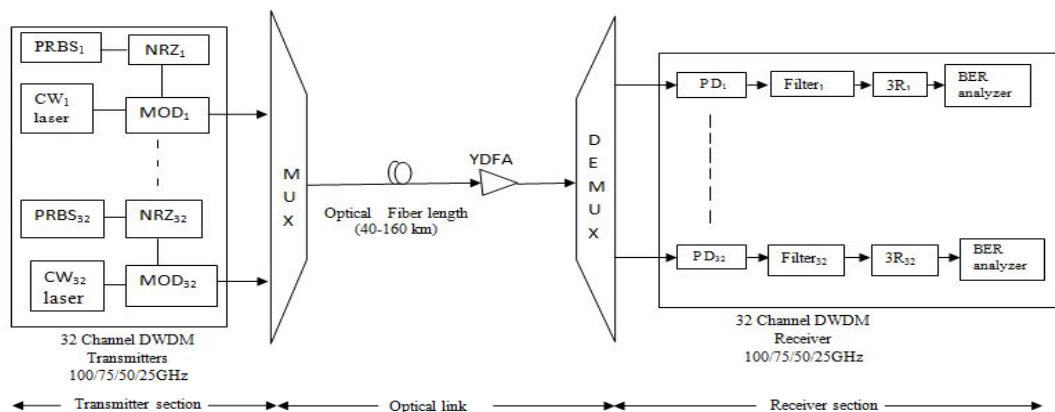 PRBS₁
NRZ₁
CW₁
laser
MOD₁
PRBS₃₂
NRZ₃₂
CW₃₂
laser
MOD₃₂
32 Channel DWDM
Transmitters
100/75/50/25GHz
MUX
Optical Fiber length
(40-160 km)
YDFA
DEMUX
PD₁
Filter₁
3R₁
BER
analyzer
PD₃₂
Filter₃₂
3R₃₂
BER
analyzer
32 Channel DWDM
Receiver
100/75/50/25GHz
Transmitter section
Optical link
Receiver section